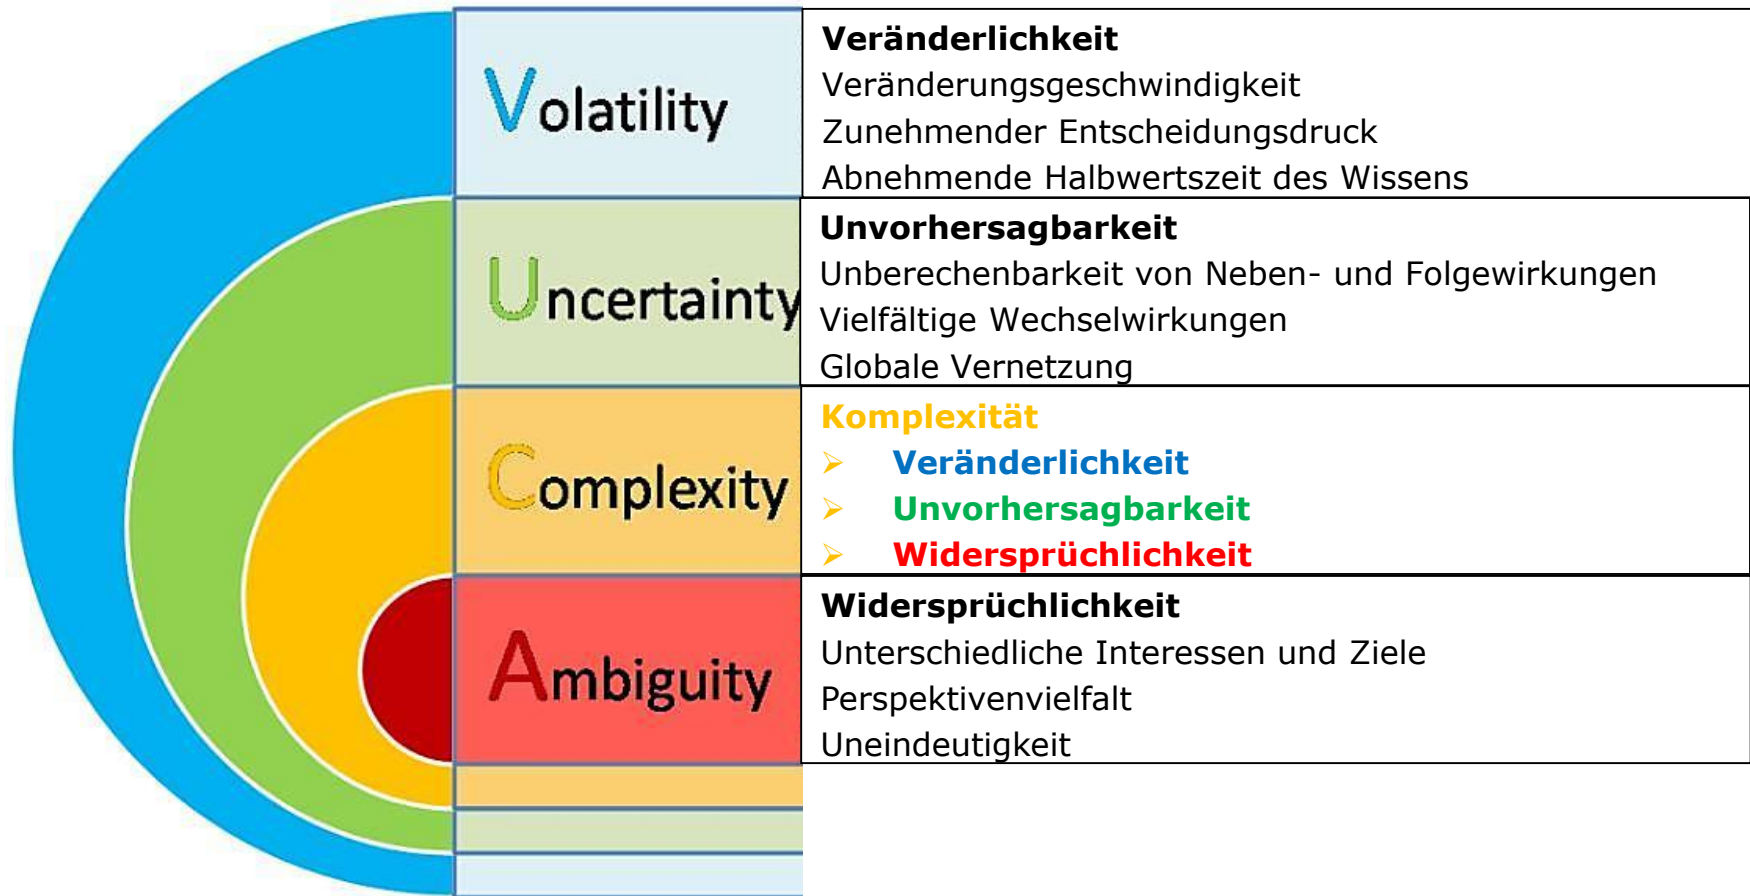 Volatility
Veränderlichkeit
Veränderungsgeschwindigkeit
Zunehmender Entscheidungsdruck
Abnehmende Halbwertszeit des Wissens
Uncertainty
Unvorhersagbarkeit
Unberechenbarkeit von Neben- und Folgewirkungen
Vielfältige Wechselwirkungen
Globale Vernetzung
Complexity
Komplexität
➢ Veränderlichkeit
➢ Unvorhersagbarkeit
➢ Widersprüchlichkeit
Ambiguity
Widersprüchlichkeit
Unterschiedliche Interessen und Ziele
Perspektivenvielfalt
Uneindeutigkeit